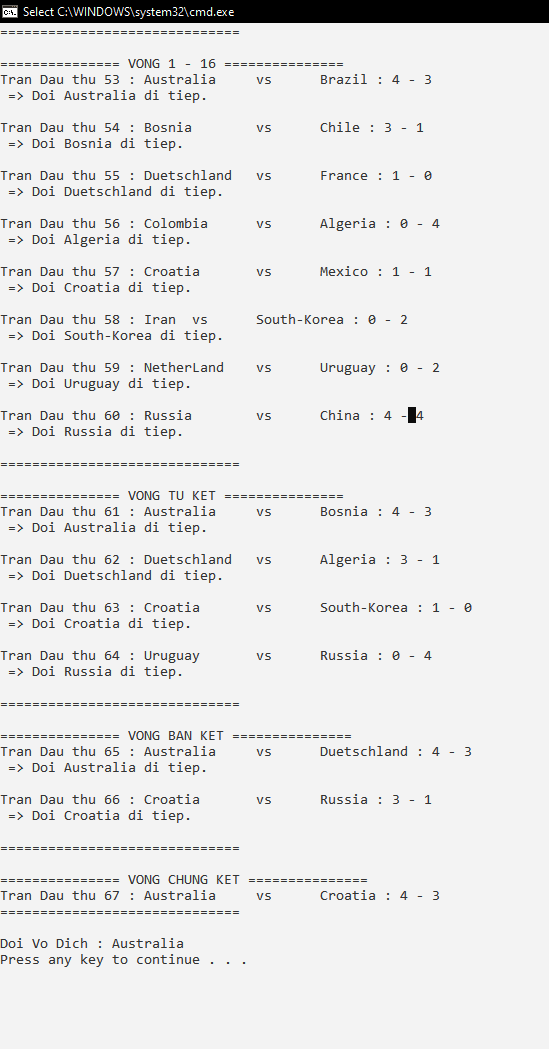 Select C:\WINDOWS\system32\cmd.exe
==============================
=============== VONG 1 - 16 ===============
Tran Dau thu 53 : Australia vs Brazil : 4 - 3
=> Doi Australia di tiep.
Tran Dau thu 54 : Bosnia vs Chile : 3 - 1
=> Doi Bosnia di tiep.
Tran Dau thu 55 : Duetschland vs France : 1 - 0
=> Doi Duetschland di tiep.
Tran Dau thu 56 : Colombia vs Algeria : 0 - 4
=> Doi Algeria di tiep.
Tran Dau thu 57 : Croatia vs Mexico : 1 - 1
=> Doi Croatia di tiep.
Tran Dau thu 58 : Iran vs South-Korea : 0 - 2
=> Doi South-Korea di tiep.
Tran Dau thu 59 : NetherLand vs Uruguay : 0 - 2
=> Doi Uruguay di tiep.
Tran Dau thu 60 : Russia vs China : 4 - 4
=> Doi Russia di tiep.
==============================
=============== VONG TU KET ===============
Tran Dau thu 61 : Australia vs Bosnia : 4 - 3
=> Doi Australia di tiep.
Tran Dau thu 62 : Duetschland vs Algeria : 3 - 1
=> Doi Duetschland di tiep.
Tran Dau thu 63 : Croatia vs South-Korea : 1 - 0
=> Doi Croatia di tiep.
Tran Dau thu 64 : Uruguay vs Russia : 0 - 4
=> Doi Russia di tiep.
==============================
=============== VONG BAN KET ===============
Tran Dau thu 65 : Australia vs Duetschland : 4 - 3
=> Doi Australia di tiep.
Tran Dau thu 66 : Croatia vs Russia : 3 - 1
=> Doi Croatia di tiep.
==============================
=============== VONG CHUNG KET ===============
Tran Dau thu 67 : Australia vs Croatia : 4 - 3
==============================
Doi Vo Dich : Australia
Press any key to continue . . .